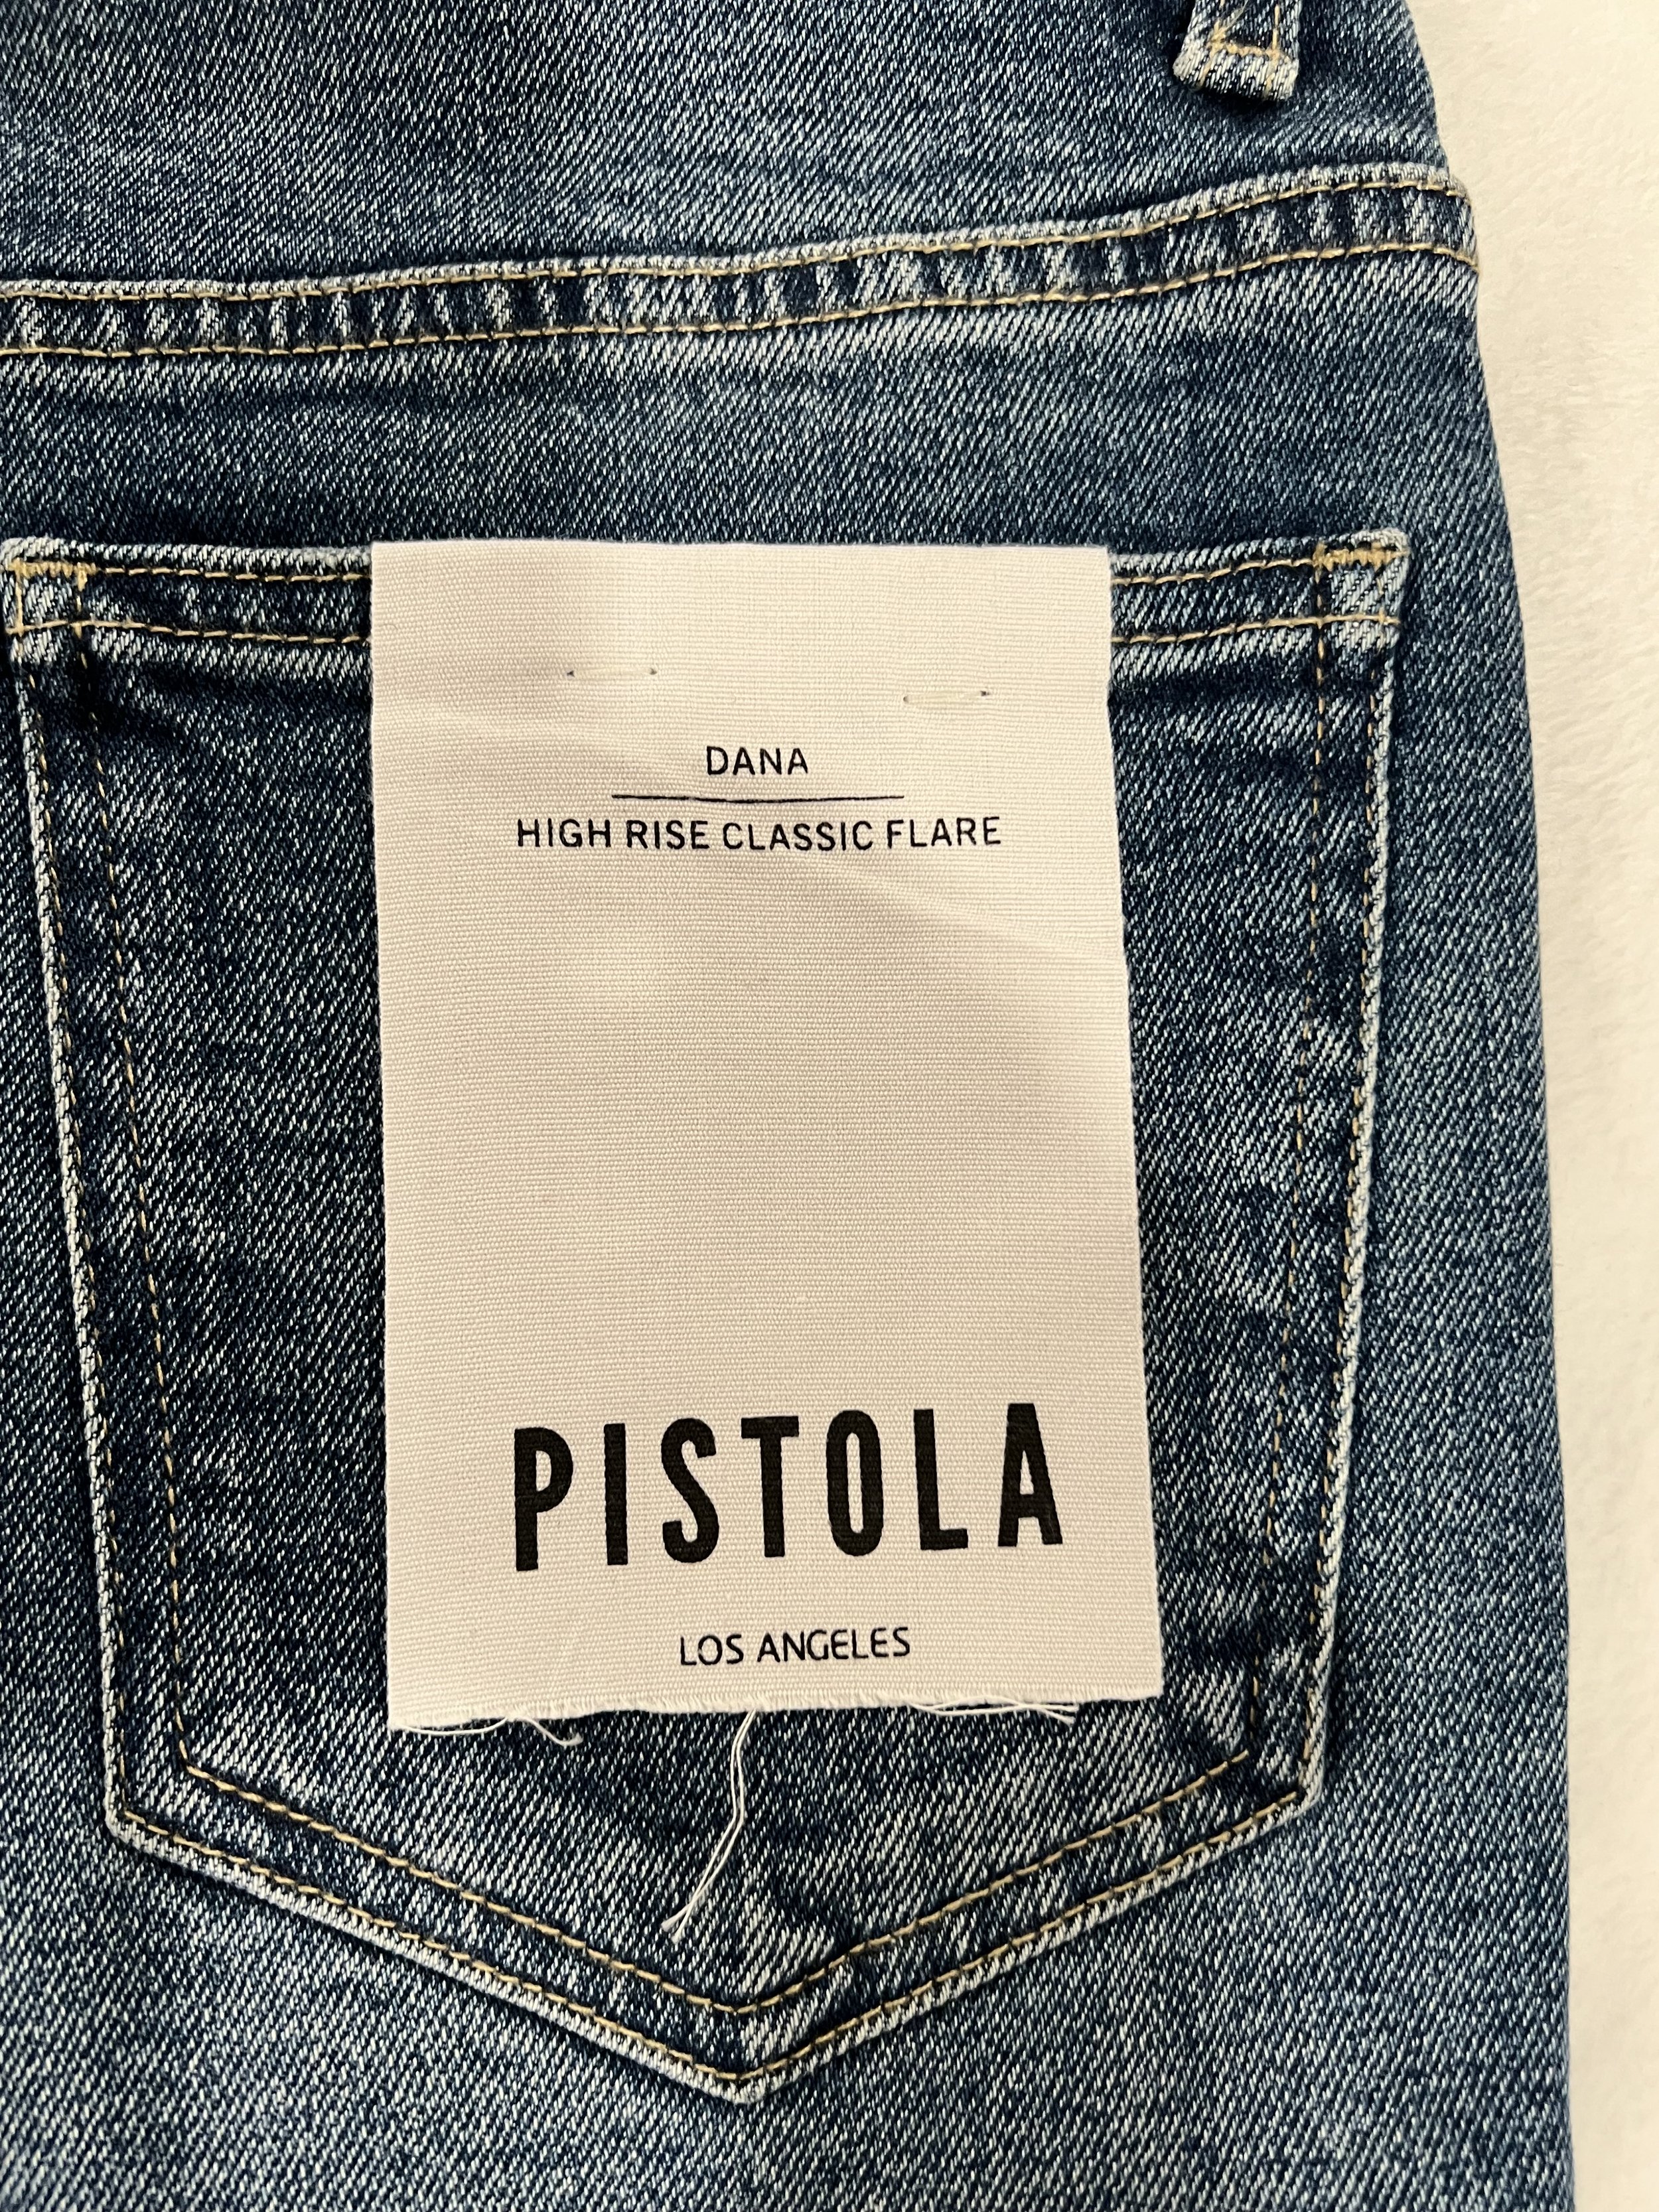 DANA
HIGH RISE CLASSIC FLARE
PISTOLA
LOS ANGELES